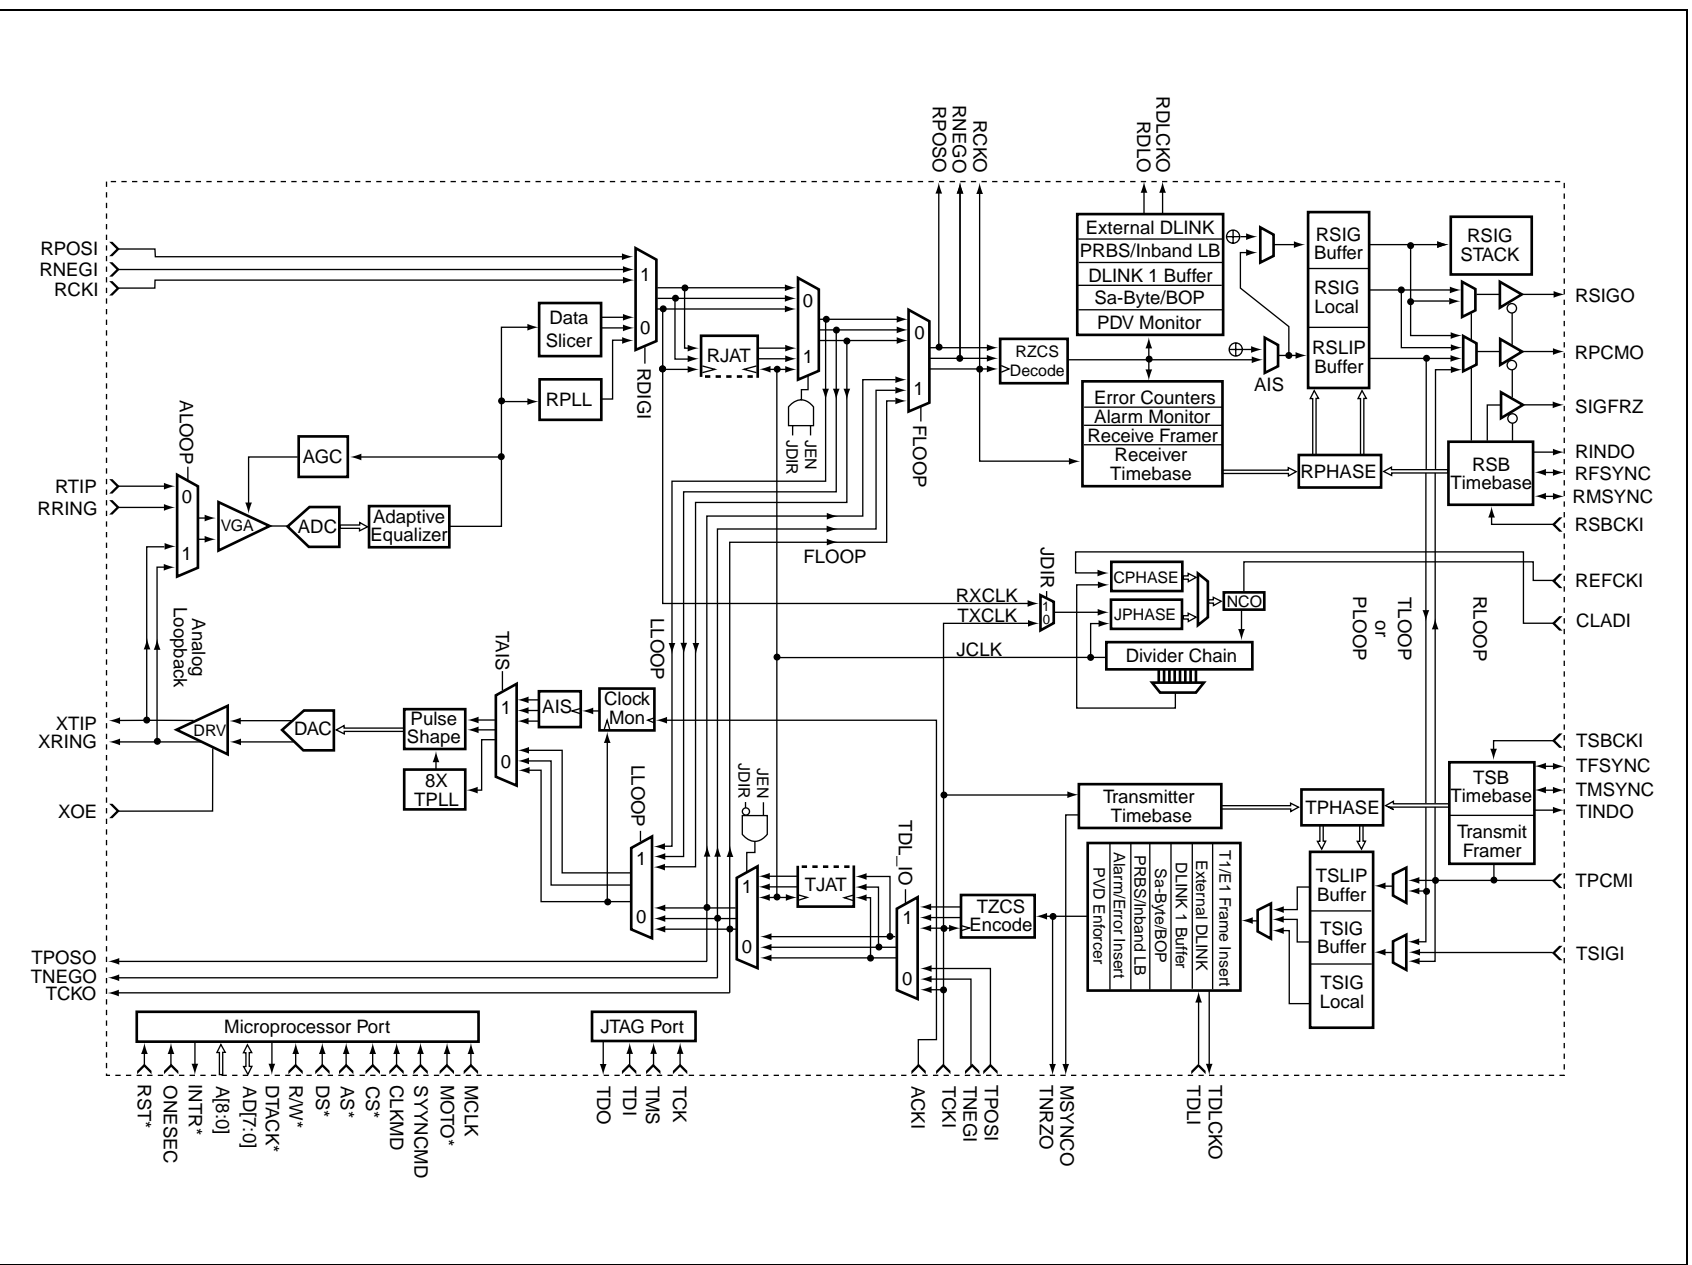 RPOSO
RNEGO
RCKO
RDLO
RDLCKO
RPOSI
RNEGI
RCKI
1
0
RDIGI
Data
Slicer
RPLL
RJAT
0
1
JDIR
JEN
0
1
FLOOP
RZCS
Decode
External DLINK
PRBS/Inband LB
DLINK 1 Buffer
Sa-Byte/BOP
PDV Monitor
Error Counters
Alarm Monitor
Receive Framer
Receiver
Timebase
AIS
RSIG
Buffer
RSIG
Local
RSLIP
Buffer
RPHASE
RSIG
STACK
RSB
Timebase
RSIGO
RPCMO
SIGFRZ
RINDO
RFSYNC
RMSYNC
RSBCKI
ALOOP
AGC
RTIP
RRING
0
1
VGA
ADC
Adaptive
Equalizer
FLOOP
JDIR
RXCLK
TXCLK
JCLK
1
0
CPHASE
JPHASE
NCO
Divider Chain
REFCKI
CLADI
PLOOP
or
TLOOP
RLOOP
Analog
Loopback
LLOOP
TAIS
XTIP
XRING
XOE
DRV
DAC
Pulse
Shape
8X
TPLL
1
0
AIS
Clock
Mon
LLOOP
1
0
JDIR
JEN
1
0
TJAT
TDL_IO
1
0
TZCS
Encode
Transmitter
Timebase
T1/E1 Frame Insert
External DLINK
DLINK 1 Buffer
Sa-Byte/BOP
PRBS/Inband LB
Alarm/Error Insert
PVD Enforcer
TPHASE
TSLIP
Buffer
TSIG
Buffer
TSIG
Local
TSB
Timebase
Transmit
Framer
TSBCKI
TFSYNC
TMSYNC
TINDO
TPCMI
TSIGI
TPOSO
TNEGO
TCKO
Microprocessor Port
RST*
ONESEC
INTR*
A[8:0]
AD[7:0]
DTACK*
R/W*
DS*
AS*
CS*
CLKMD
SYYNCMD
MOTO*
MCLK
JTAG Port
TDO
TDI
TMS
TCK
ACKI
TCKI
TNEGI
TPOSI
TNRZO
MSYNCO
TDLI
TDLCKO